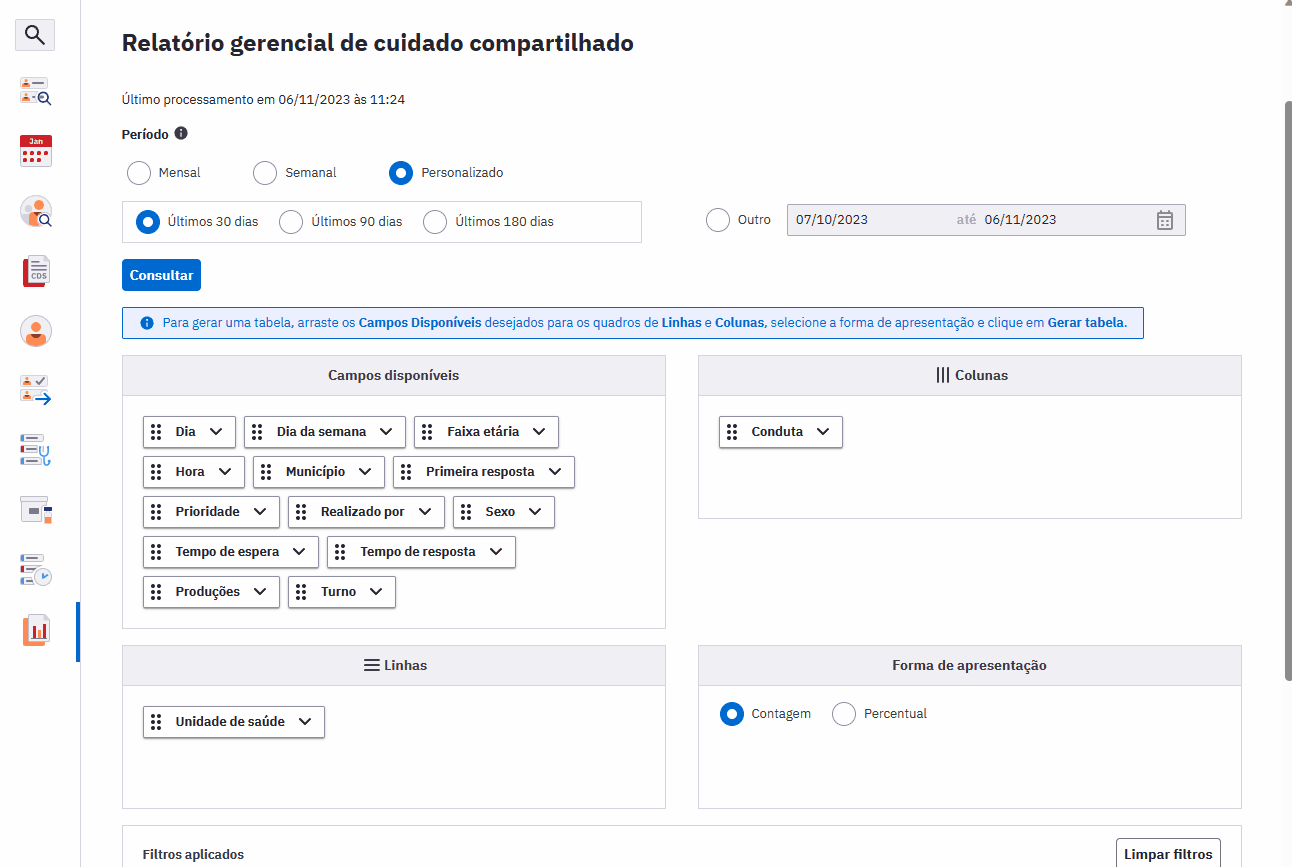 Relatório gerencial de cuidado compartilhado
Último processamento em 06/11/2023 às 11:24
Período
Mensal Semanal Personalizado
Últimos 30 dias Últimos 90 dias Últimos 180 dias Outro 07/10/2023 até 06/11/2023
Consultar
Para gerar uma tabela, arraste os Campos Disponíveis desejados para os quadros de Linhas e Colunas, selecione a forma de apresentação e clique em Gerar tabela.
Campos disponíveis
Dia Dia da semana Faixa etária
Hora Município Primeira resposta
Prioridade Realizado por Sexo
Tempo de espera Tempo de resposta
Produções Turno
Colunas
Conduta
Linhas
Unidade de saúde
Forma de apresentação
Contagem Percentual
Filtros aplicados Limpar filtros
Jan
CDS